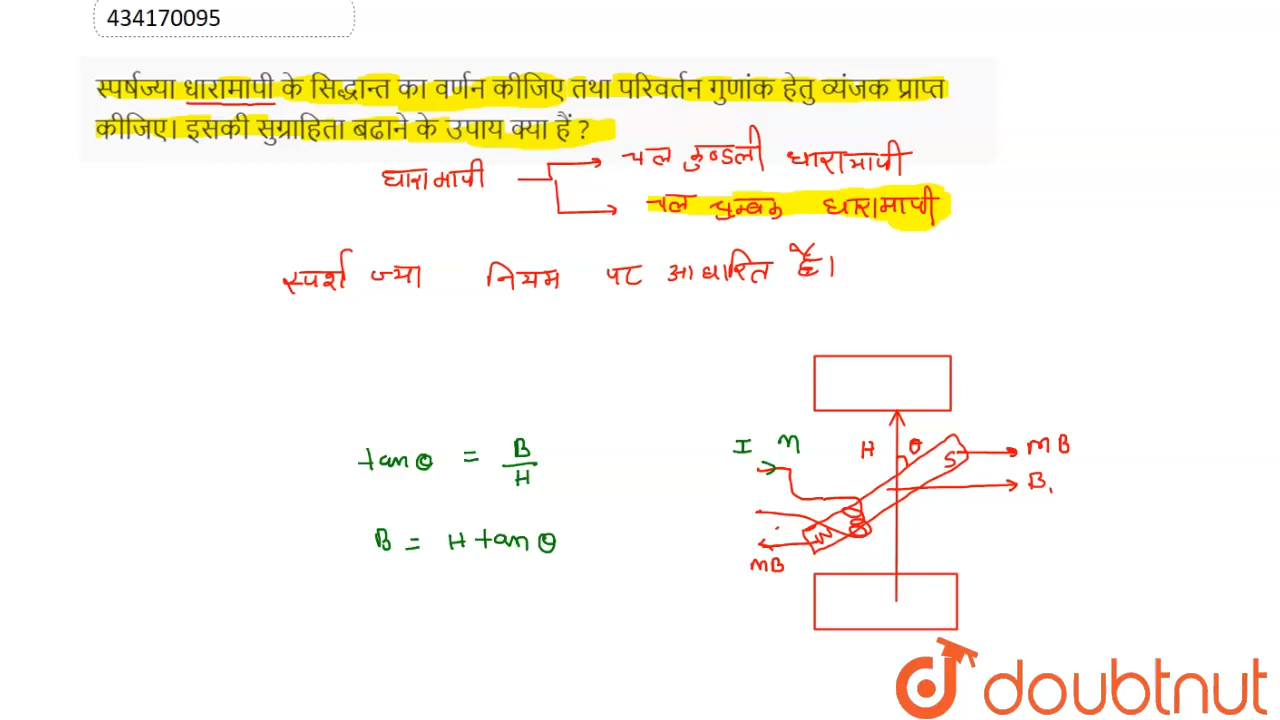 434170095
स्पर्षज्या धारामापी के सिद्धान्त का वर्णन कीजिए तथा परिवर्तन गुणांक हेतु व्यंजक प्राप्त
कीजिए। इसकी सुग्राहिता बढाने के उपाय क्या हैं ?
धारामापी
चल कुण्डली धारामापी
चल चुम्बक धारामापी
स्पर्श ज्या नियम पर आधारित है।
tanθ = B/H
B = H tanθ
I n
H θ
S
MB
B,
N
MB
doubtnut